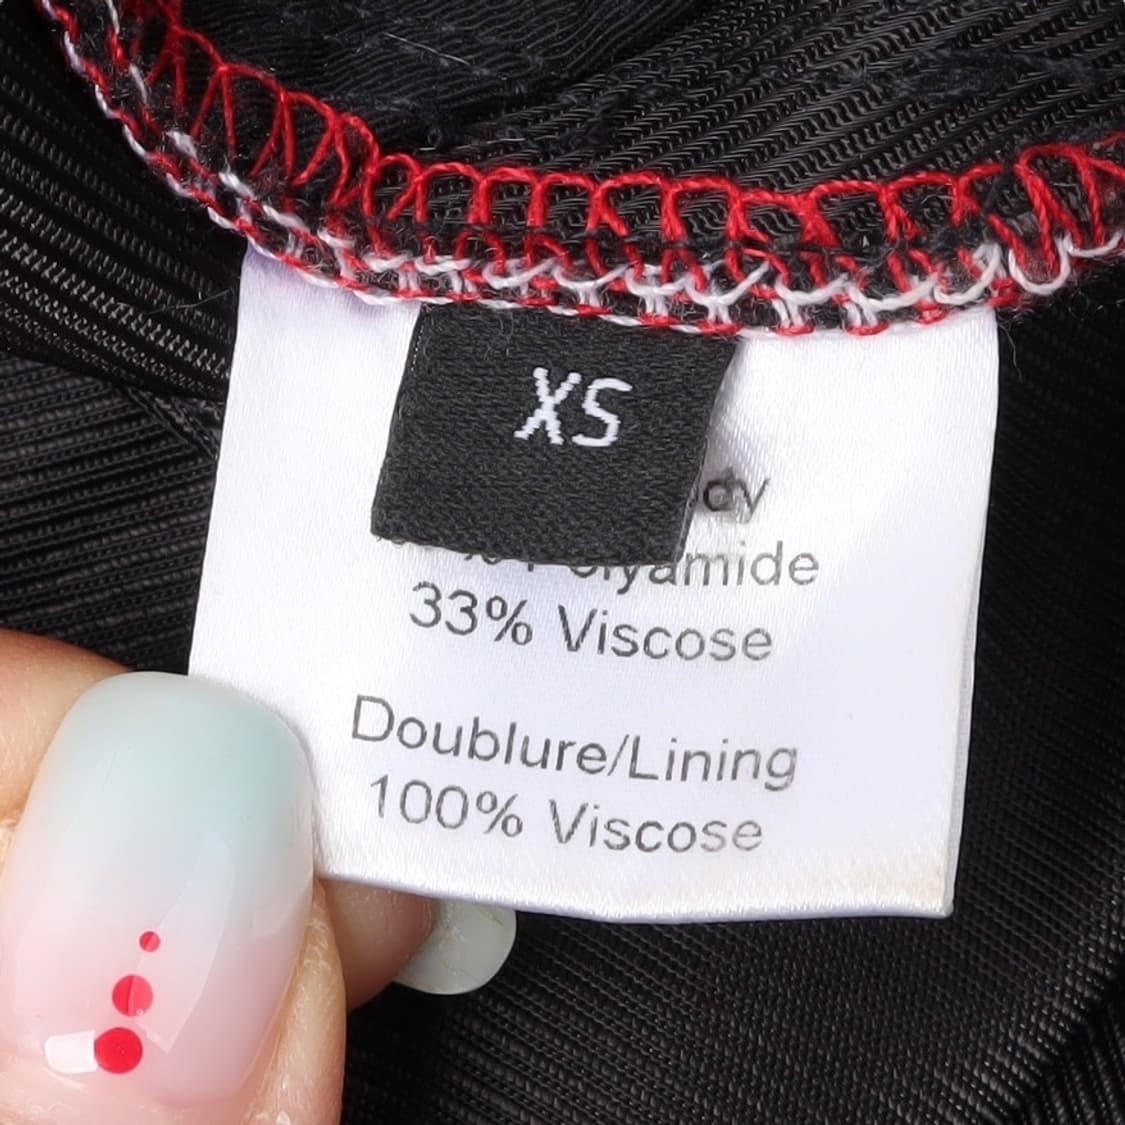 XS
33% Viscose
Doublure/Lining
100% Viscose